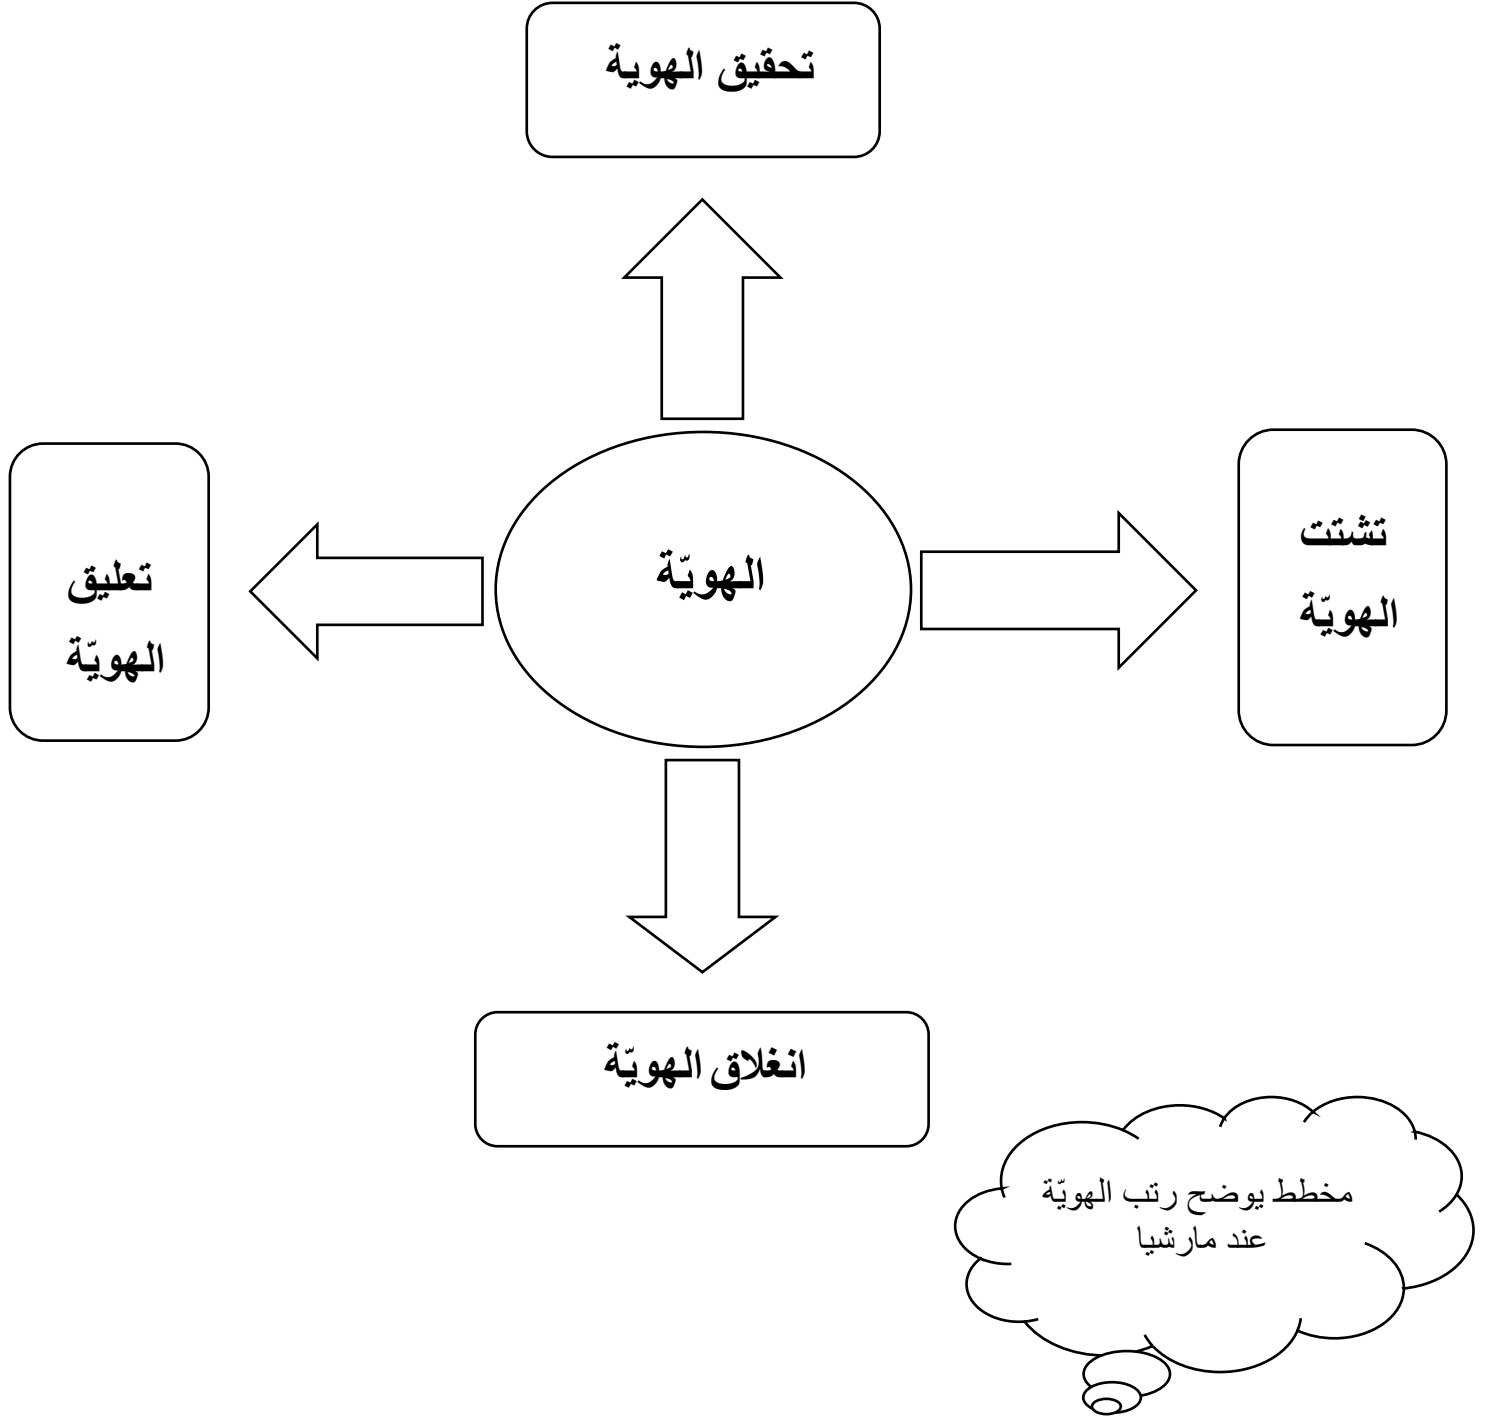 تحقيق الهوية
تشتت
الهويّة
الهويّة
تعليق
الهويّة
انغلاق الهويّة
مخطط يوضح رتب الهويّة
عند مارشيا